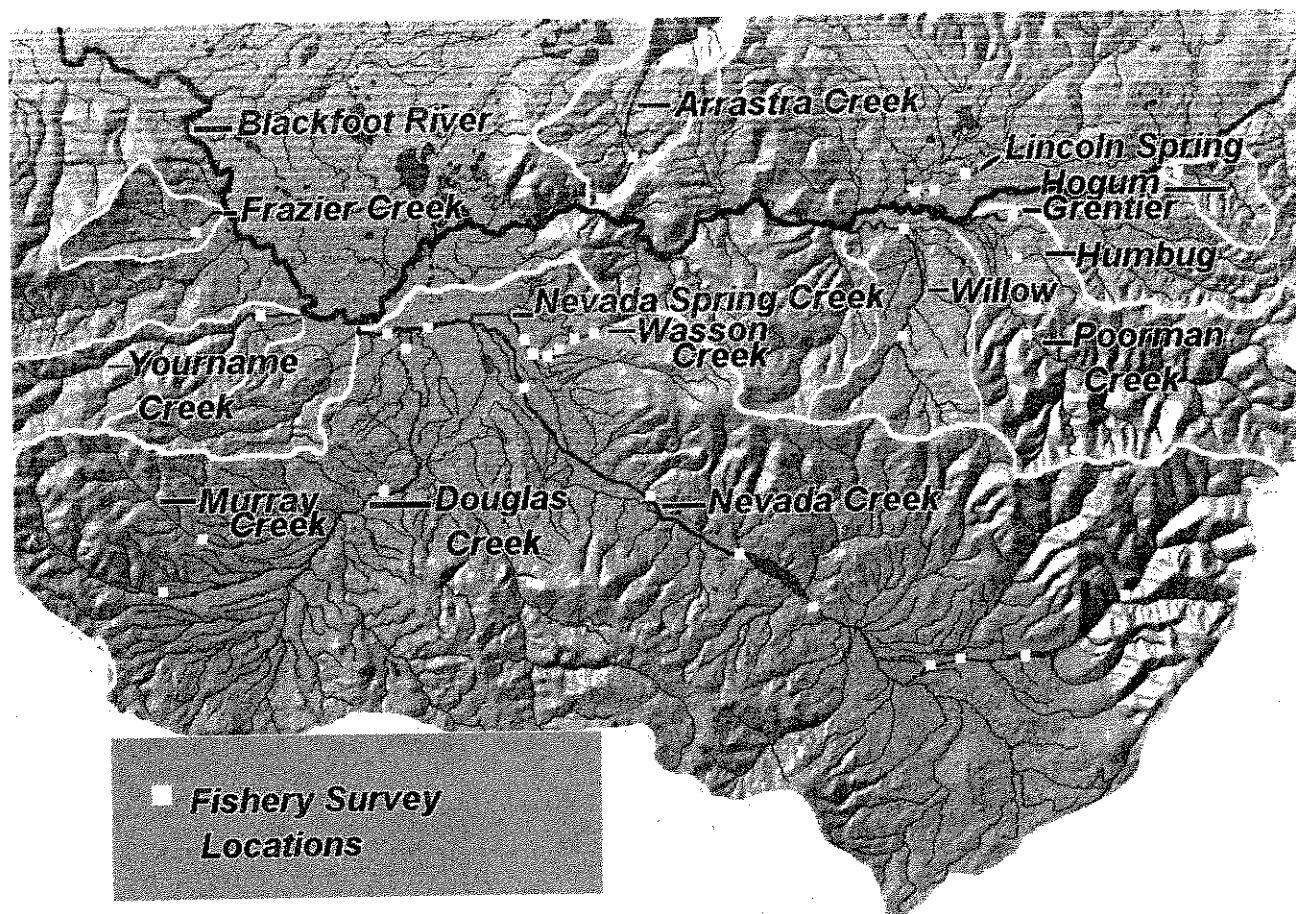 Arrastra Creek
Blackfoot River
Lincoln Spring
Hogum
Frazier Creek
Grentier
Humbug
Nevada Spring Creek
Willow
Wasson
Creek
Yourname
Creek
Poorman
Creek
Murray
Creek
Douglas
Creek
Nevada Creek
Fishery Survey
Locations